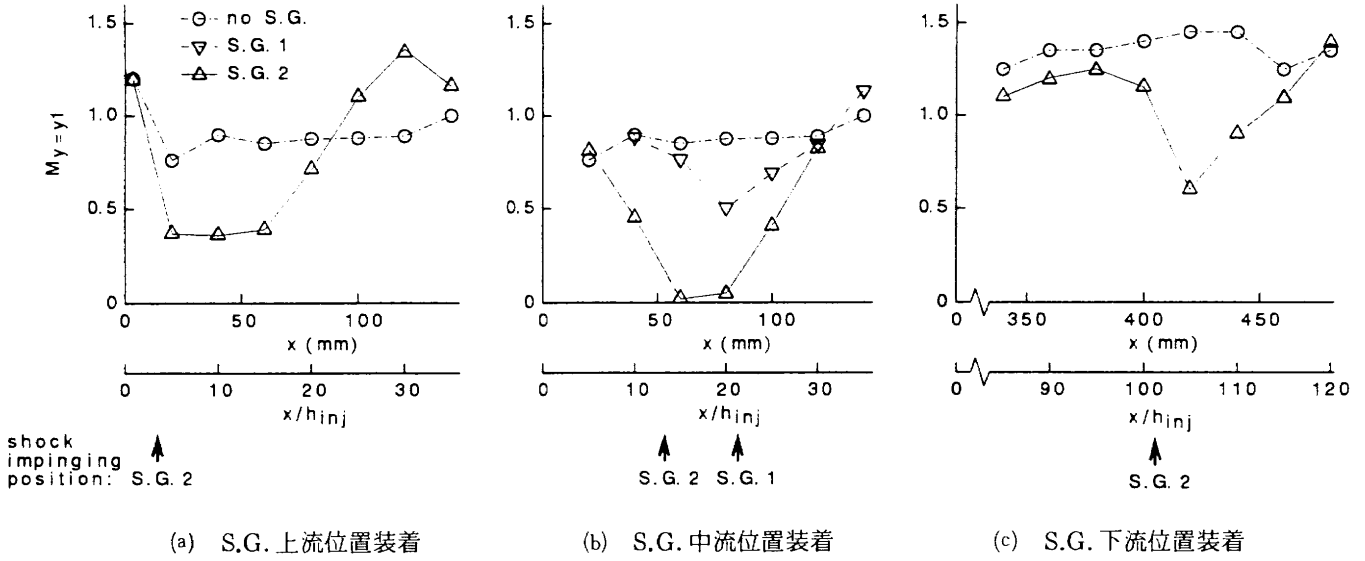 1.5
1.0
0.5
0
My=y1
no S.G.
S.G. 1
S.G. 2
0 50 100
x (mm)
0 10 20 30
x/hinj
shock
impinging
position: S.G. 2
(a) S.G. 上流位置装着
1.5
1.0
0.5
0
0 50 100
x (mm)
0 10 20 30
x/hinj
S.G. 2 S.G. 1
(b) S.G. 中流位置装着
1.5
1.0
0.5
0
0 350 400 450
x (mm)
0 90 100 110 120
x/hinj
S.G. 2
(c) S.G. 下流位置装着